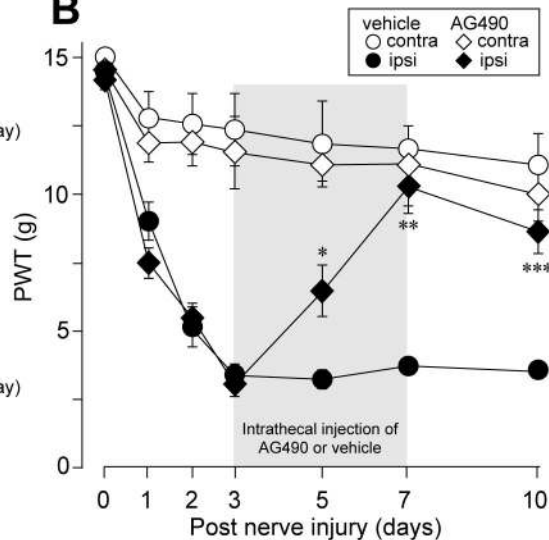 B
vehicle AG490
contra contra
ipsi ipsi
15
ay)
10
PWT (g)
*
**
***
5
ay)
Intrathecal injection of
AG490 or vehicle
0
0 1 2 3 5 7 10
Post nerve injury (days)